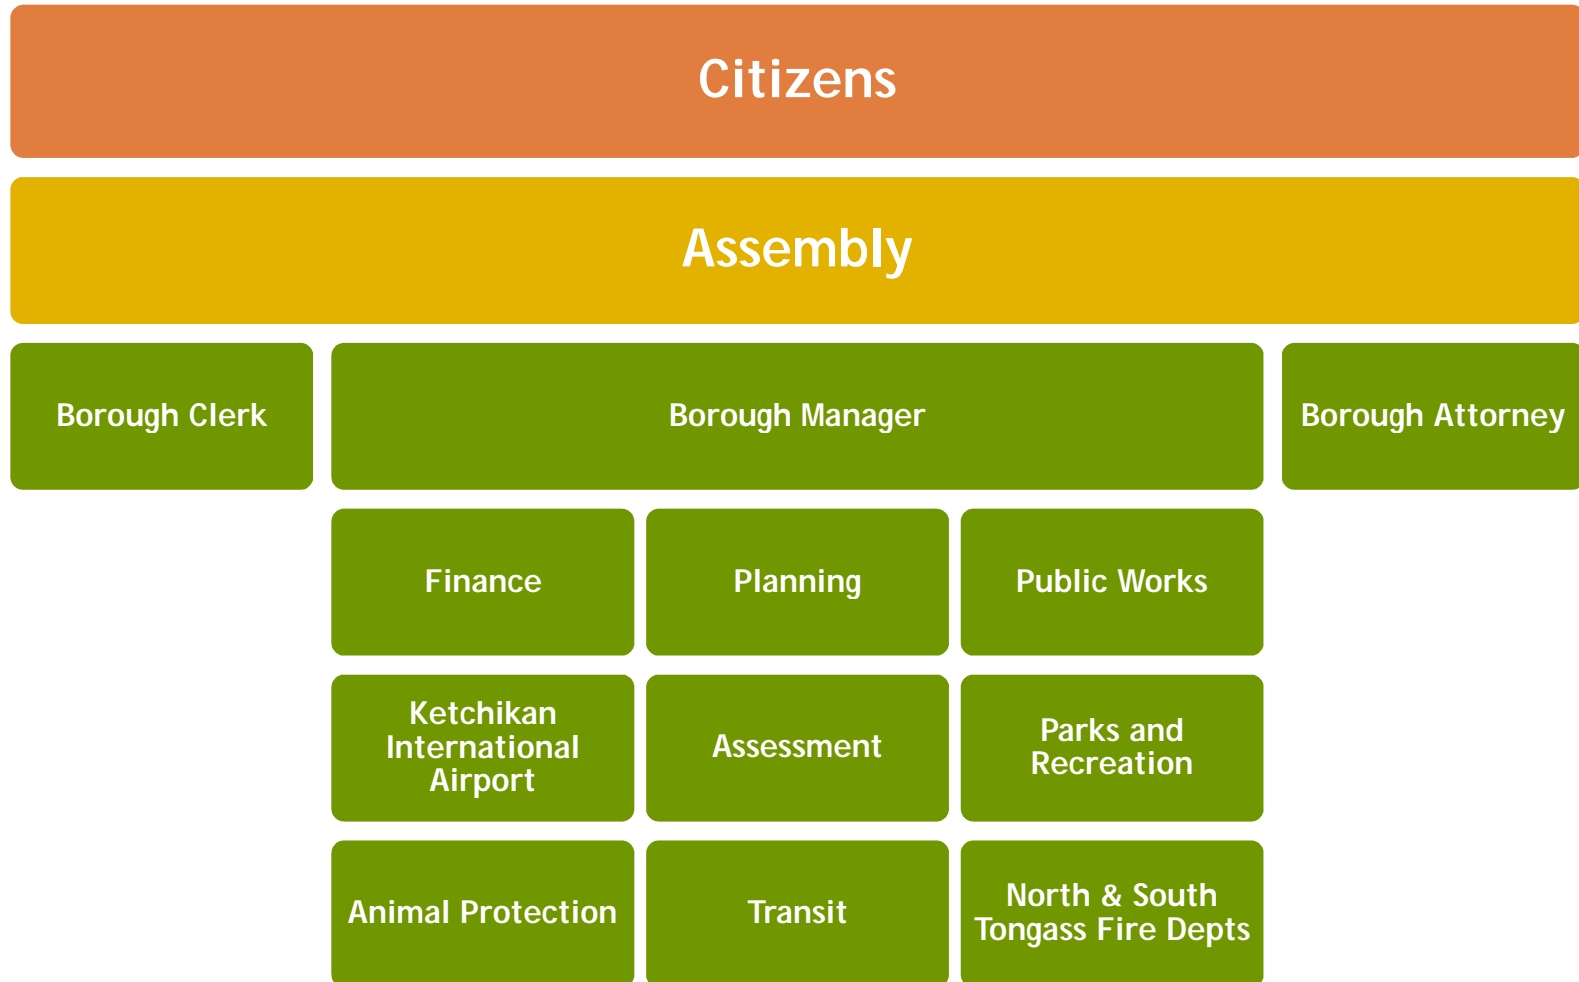 Citizens
Assembly
Borough Clerk
Borough Manager
Borough Attorney
Finance
Planning
Public Works
Ketchikan
International
Airport
Assessment
Parks and
Recreation
Animal Protection
Transit
North & South
Tongass Fire Depts